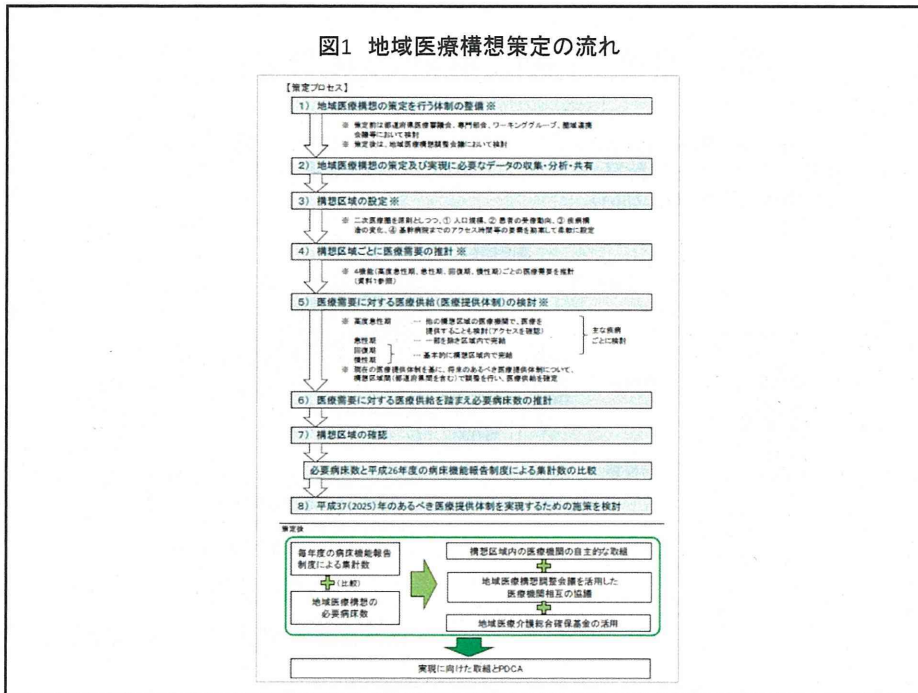 図1 地域医療構想策定の流れ
【策定プロセス】
1) 地域医療構想の策定を行う体制の整備 ※
※ 策定前は都道府県医療審議会、専門部会、ワーキンググループ、圏域連携
会議等において検討
※ 策定後は、地域医療構想調整会議において検討
2) 地域医療構想の策定及び実現に必要なデータの収集・分析・共有
3) 構想区域の設定 ※
※ 二次医療圏を原則としつつ、① 人口規模、② 患者の受療動向、③ 疾病構
造の変化、④ 基幹病院までのアクセス時間等の要素を勘案して柔軟に設定
4) 構想区域ごとに医療需要の推計 ※
※ 4機能(高度急性期、急性期、回復期、慢性期)ごとの医療需要を推計
(資料1参照)
5) 医療需要に対する医療供給(医療提供体制)の検討 ※
※ 高度急性期 … 他の構想区域の医療機関で、医療を
提供することも検討(アクセスを確認)
急性期 … 一部を除き区域内で完結
回復期
慢性期 … 基本的に構想区域内で完結
主な疾病
ごとに検討
※ 現在の医療提供体制を基に、将来のあるべき医療提供体制について、
構想区域間(都道府県間を含む)で調整を行い、医療供給を確定
6) 医療需要に対する医療供給を踏まえ必要病床数の推計
7) 構想区域の確認
必要病床数と平成26年度の病床機能報告制度による集計数の比較
8) 平成37(2025)年のあるべき医療提供体制を実現するための施策を検討
策定後
毎年度の病床機能報告
制度による集計数
(比較)
地域医療構想の
必要病床数
構想区域内の医療機関の自主的な取組
地域医療構想調整会議を活用した
医療機関相互の協議
地域医療介護総合確保基金の活用
実現に向けた取組とPDCA